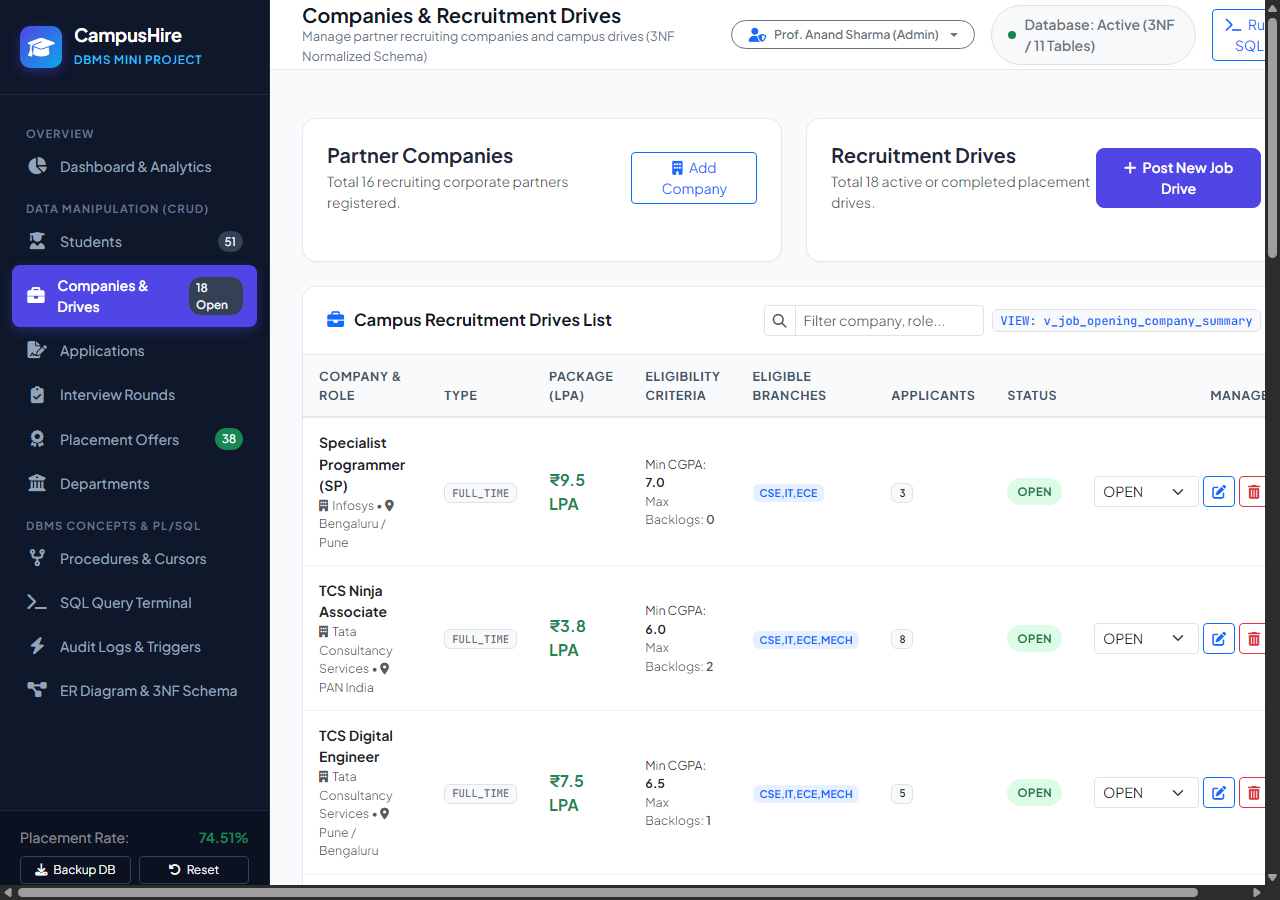 CampusHire
DBMS MINI PROJECT
OVERVIEW
Dashboard & Analytics
DATA MANIPULATION (CRUD)
Students
51
Companies &
Drives
18
Open
Applications
Interview Rounds
Placement Offers
38
Departments
DBMS CONCEPTS & PL/SQL
Procedures & Cursors
SQL Query Terminal
Audit Logs & Triggers
ER Diagram & 3NF Schema
Placement Rate:
74.51%
Backup DB
Reset
Companies & Recruitment Drives
Manage partner recruiting companies and campus drives (3NF
Normalized Schema)
Prof. Anand Sharma (Admin)
Database: Active (3NF
/ 11 Tables)
Ru
SQL
Partner Companies
Total 16 recruiting corporate partners
registered.
Add
Company
Recruitment Drives
Total 18 active or completed placement
drives.
Post New Job
Drive
Campus Recruitment Drives List
Filter company, role...
VIEW: v_job_opening_company_summary
COMPANY &
ROLE
TYPE
PACKAGE
(LPA)
ELIGIBILITY
CRITERIA
ELIGIBLE
BRANCHES
APPLICANTS
STATUS
MANAGE
Specialist
Programmer
(SP)
Infosys •
Bengaluru /
Pune
FULL_TIME
₹9.5
LPA
Min CGPA:
7.0
Max
Backlogs: 0
CSE,IT,ECE
3
OPEN
OPEN
TCS Ninja
Associate
Tata
Consultancy
Services •
PAN India
FULL_TIME
₹3.8
LPA
Min CGPA:
6.0
Max
Backlogs: 2
CSE,IT,ECE,MECH
8
OPEN
OPEN
TCS Digital
Engineer
Tata
Consultancy
Services •
Pune /
Bengaluru
FULL_TIME
₹7.5
LPA
Min CGPA:
6.5
Max
Backlogs: 1
CSE,IT,ECE,MECH
5
OPEN
OPEN